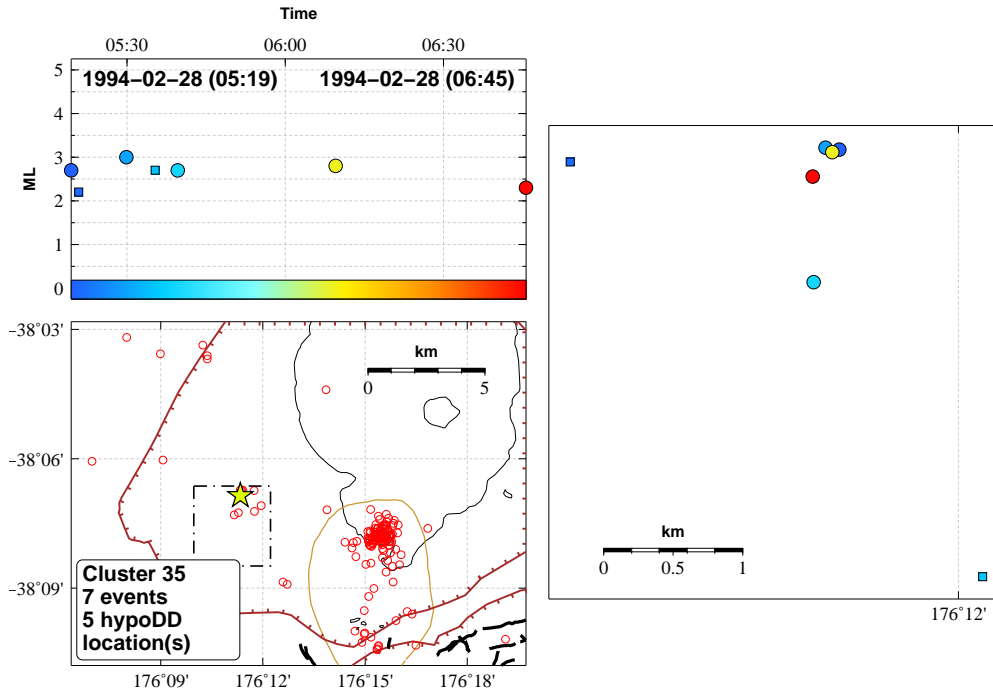 Time
05:30 06:00 06:30
1994−02−28 (05:19) 1994−02−28 (06:45)
5
4
3
2
1
0
ML
−38°03'
−38°06'
−38°09'
km
0 5
Cluster 35
7 events
5 hypoDD
location(s)
176°09' 176°12' 176°15' 176°18'
km
0 0.5 1
176°12'